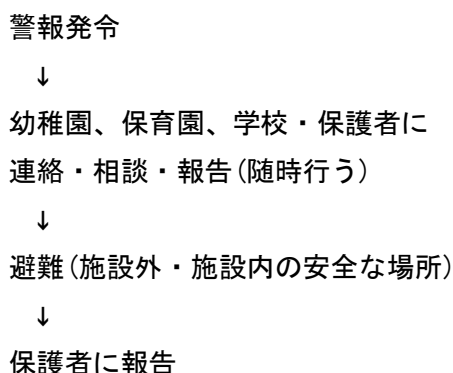 警報発令
↓
幼稚園、保育園、学校・保護者に
連絡・相談・報告(随時行う)
↓
避難(施設外・施設内の安全な場所)
↓
保護者に報告